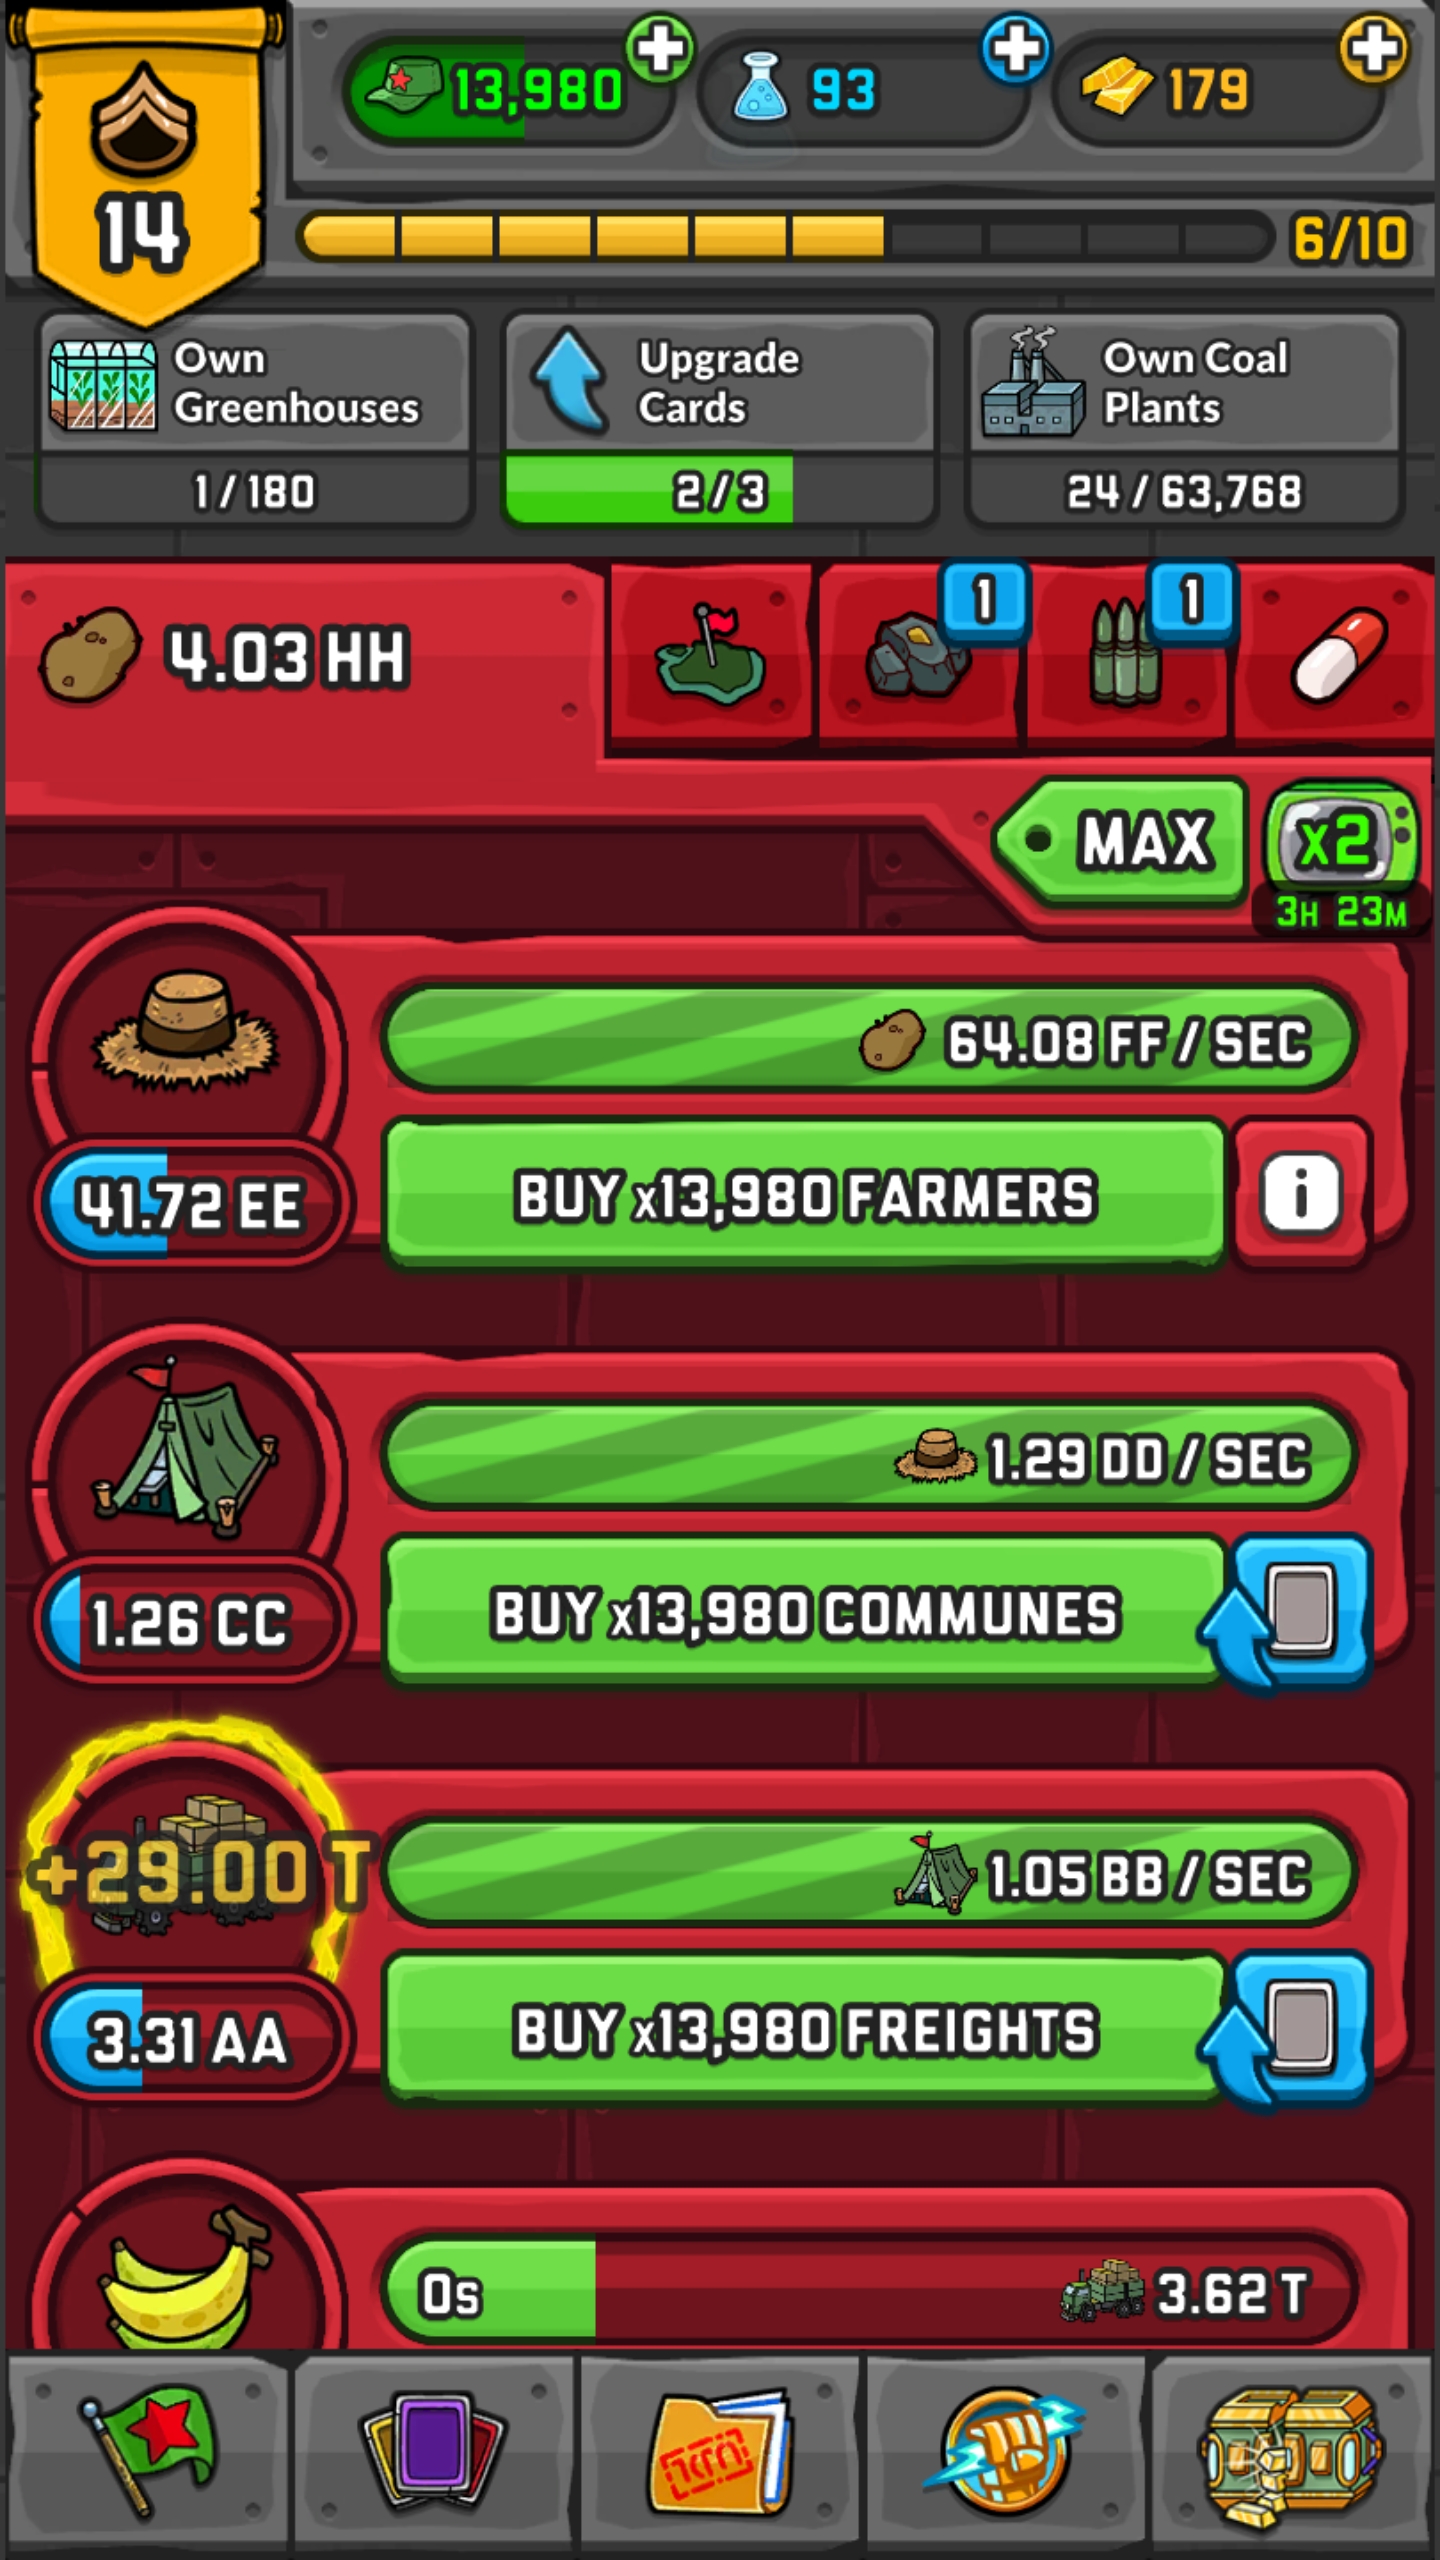 13,980
93
179
14
6/10
Own
Greenhouses
1/180
Upgrade
Cards
2/3
Own Coal
Plants
24/63,768
4.03 HH
1
1
MAX
x2
3H 23M
64.08 FF / SEC
41.72 EE
BUY x13,980 FARMERS
i
1.29 DD / SEC
1.26 CC
BUY x13,980 COMMUNES
+29.00 T
1.05 BB / SEC
3.31 AA
BUY x13,980 FREIGHTS
0s
3.62 T